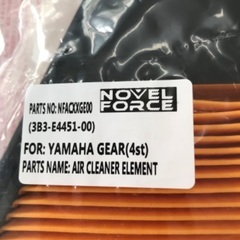 NOVEL
FORCE
PARTS NO: NFACXXGE00
(3B3-E4451-00)
FOR: YAMAHA GEAR(4st)
PARTS NAME: AIR CLEANER ELEMENT